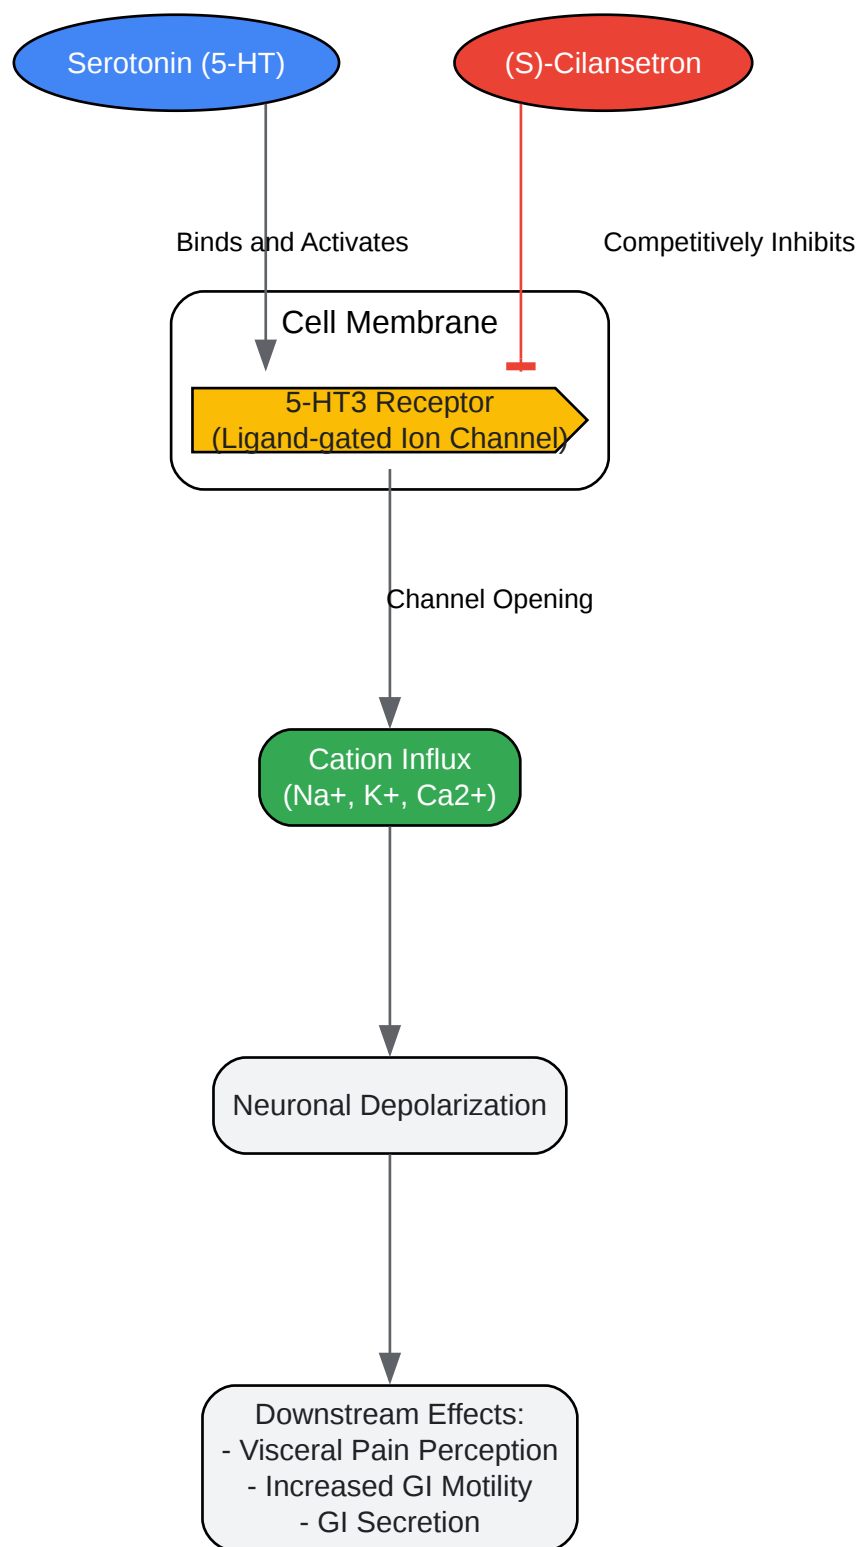 Serotonin (5-HT)
(S)-Cilansetron
Binds and Activates
Competitively Inhibits
Cell Membrane
5-HT3 Receptor
(Ligand-gated Ion Channel)
Channel Opening
Cation Influx
(Na+, K+, Ca2+)
Neuronal Depolarization
Downstream Effects:
- Visceral Pain Perception
- Increased GI Motility
- GI Secretion